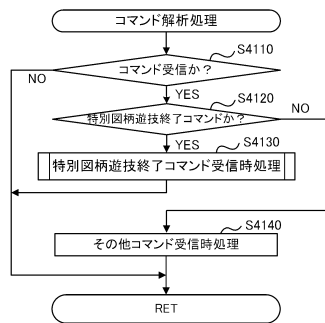 コマンド解析処理
S4110
コマンド受信か？
NO
YES
S4120
特別図柄遊技終了コマンドか？
NO
YES
S4130
特別図柄遊技終了コマンド受信時処理
S4140
その他コマンド受信時処理
RET